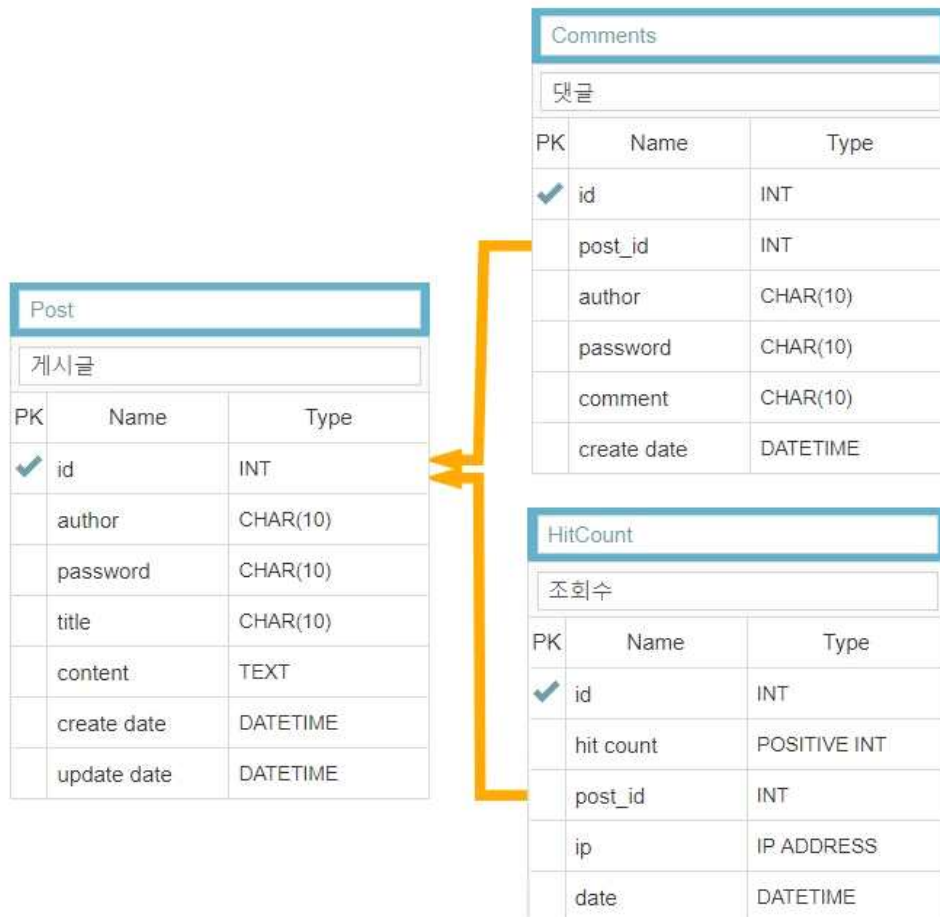 Comments
댓글
PK Name Type
id INT
post_id INT
author CHAR(10)
password CHAR(10)
comment CHAR(10)
create date DATETIME
Post
게시글
PK Name Type
id INT
author CHAR(10)
password CHAR(10)
title CHAR(10)
content TEXT
create date DATETIME
update date DATETIME
HitCount
조회수
PK Name Type
id INT
hit count POSITIVE INT
post_id INT
ip IP ADDRESS
date DATETIME